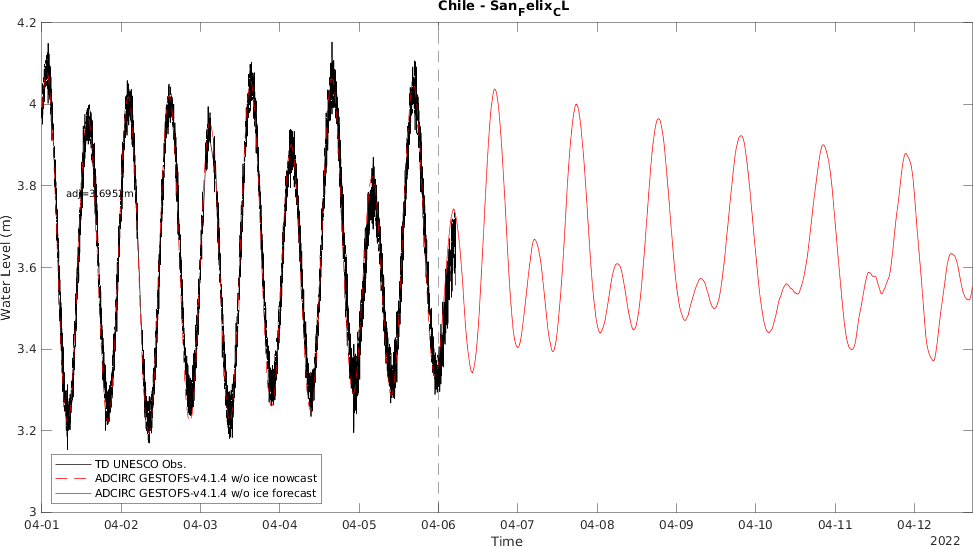 Chile - SanFelixCL
4.2
4
3.8
3.6
3.4
3.2
3
Water Level (m)
adj=3.6952m
TD UNESCO Obs.
ADCIRC GESTOFS-v4.1.4 w/o ice nowcast
ADCIRC GESTOFS-v4.1.4 w/o ice forecast
04-01 04-02 04-03 04-04 04-05 04-06 04-07 04-08 04-09 04-10 04-11 04-12
Time
2022